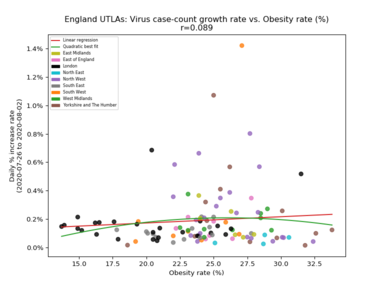 England UTLAs: Virus case-count growth rate vs. Obesity rate (%)
r=0.089
Linear regression
Quadratic best fit
East Midlands
East of England
London
North East
North West
South East
South West
West Midlands
Yorkshire and The Humber
Daily % increase rate
(2020-07-26 to 2020-08-02)
1.4%
1.2%
1.0%
0.8%
0.6%
0.4%
0.2%
0.0%
15.0 17.5 20.0 22.5 25.0 27.5 30.0 32.5
Obesity rate (%)